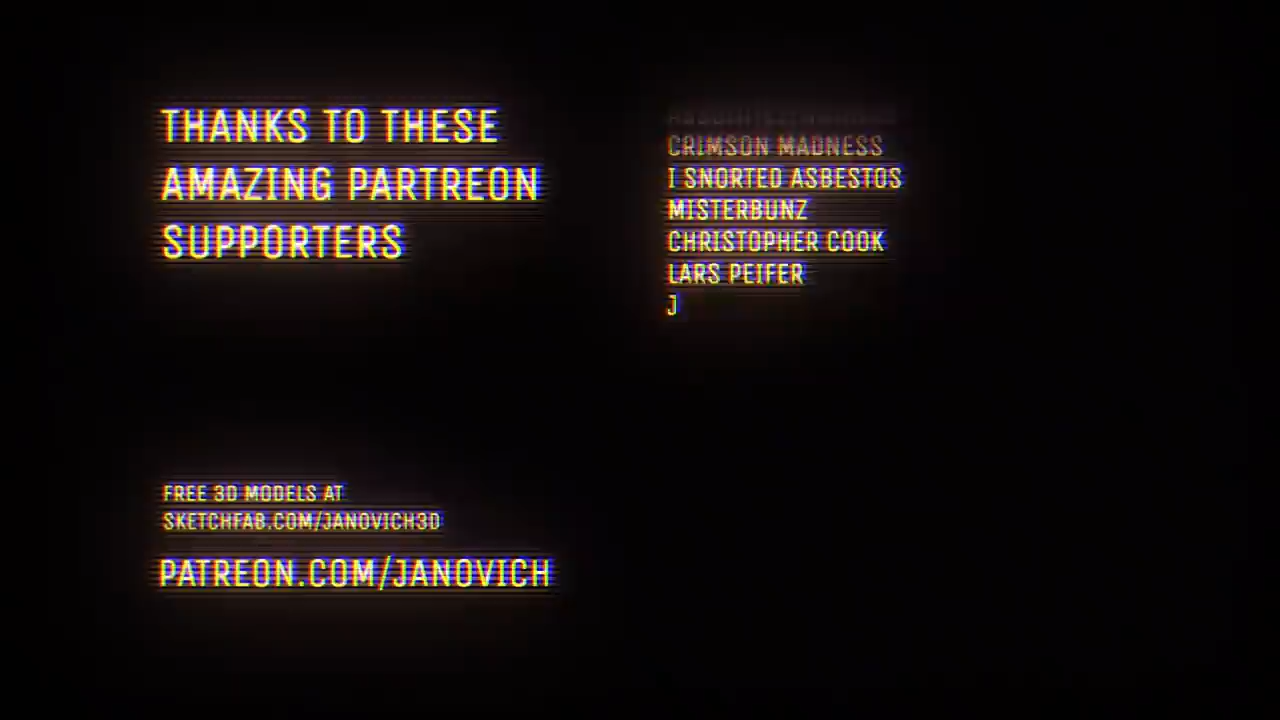 THANKS TO THESE
AMAZING PARTREON
SUPPORTERS
CRIMSON MADNESS
I SNORTED ASBESTOS
MISTERBUNZ
CHRISTOPHER COOK
LARS PEIFER
J
FREE 3D MODELS AT
SKETCHFAB.COM/JANOVICH3D
PATREON.COM/JANOVICH